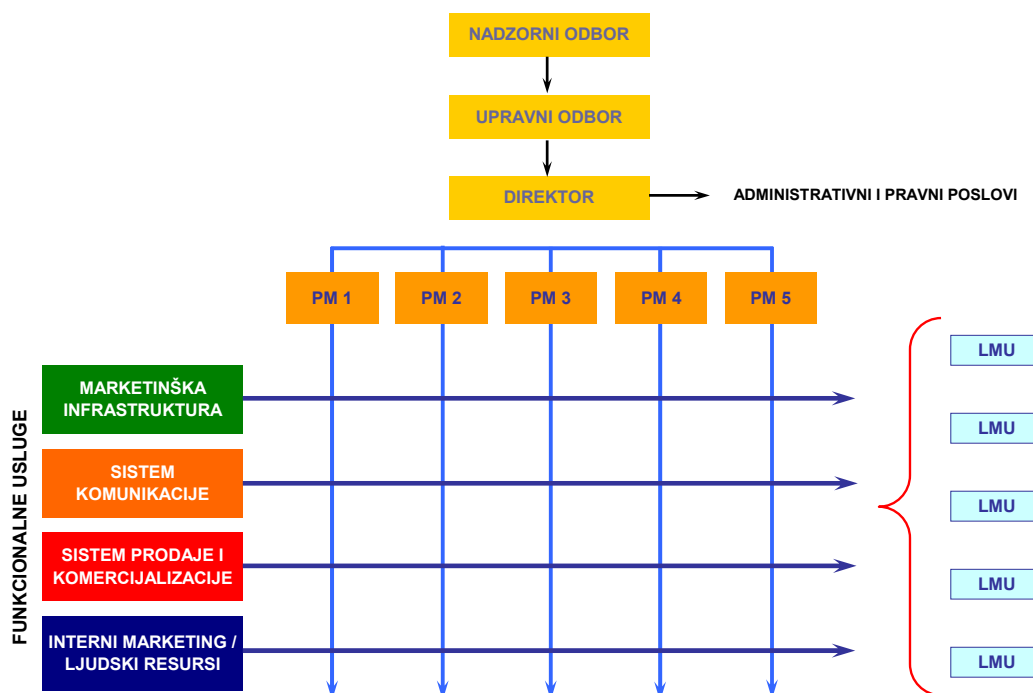 NADZORNI ODBOR
UPRAVNI ODBOR
DIREKTOR
ADMINISTRATIVNI I PRAVNI POSLOVI
PM 1
PM 2
PM 3
PM 4
PM 5
FUNKCIONALNE USLUGE
MARKETINŠKA
INFRASTRUKTURA
SISTEM
KOMUNIKACIJE
SISTEM PRODAJE I
KOMERCIJALIZACIJE
INTERNI MARKETING /
LJUDSKI RESURSI
LMU
LMU
LMU
LMU
LMU